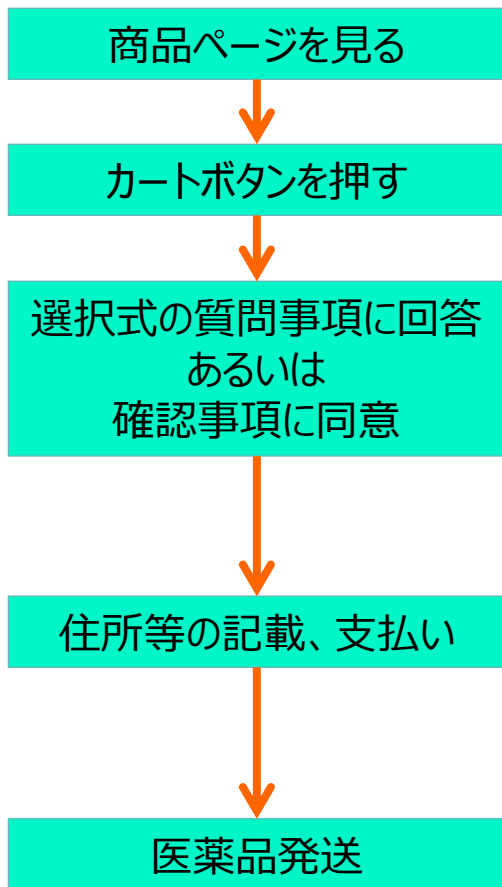 商品ページを見る
カートボタンを押す
選択式の質問事項に回答
あるいは
確認事項に同意
住所等の記載、支払い
医薬品発送